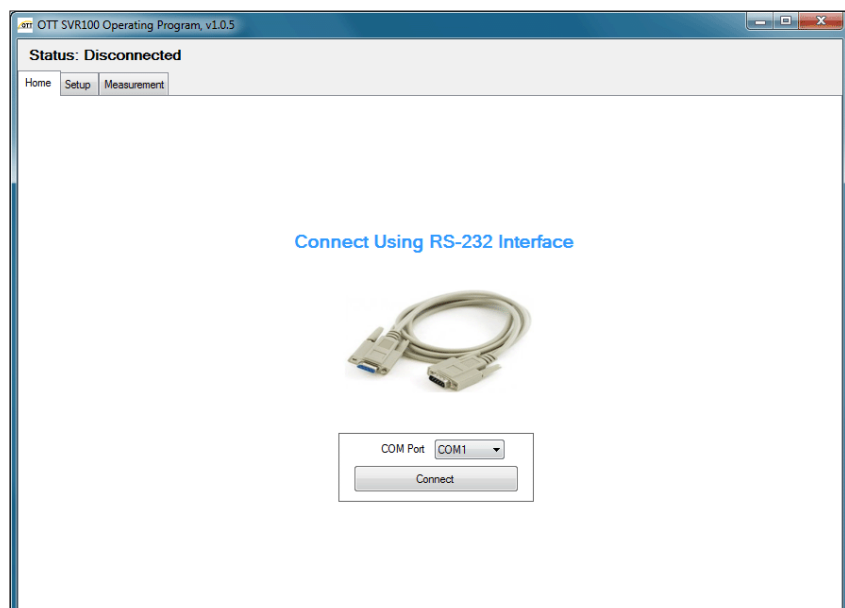 OTT OTT SVR100 Operating Program, v1.0.5
Status: Disconnected
Home Setup Measurement
Connect Using RS-232 Interface
COM Port COM1
Connect